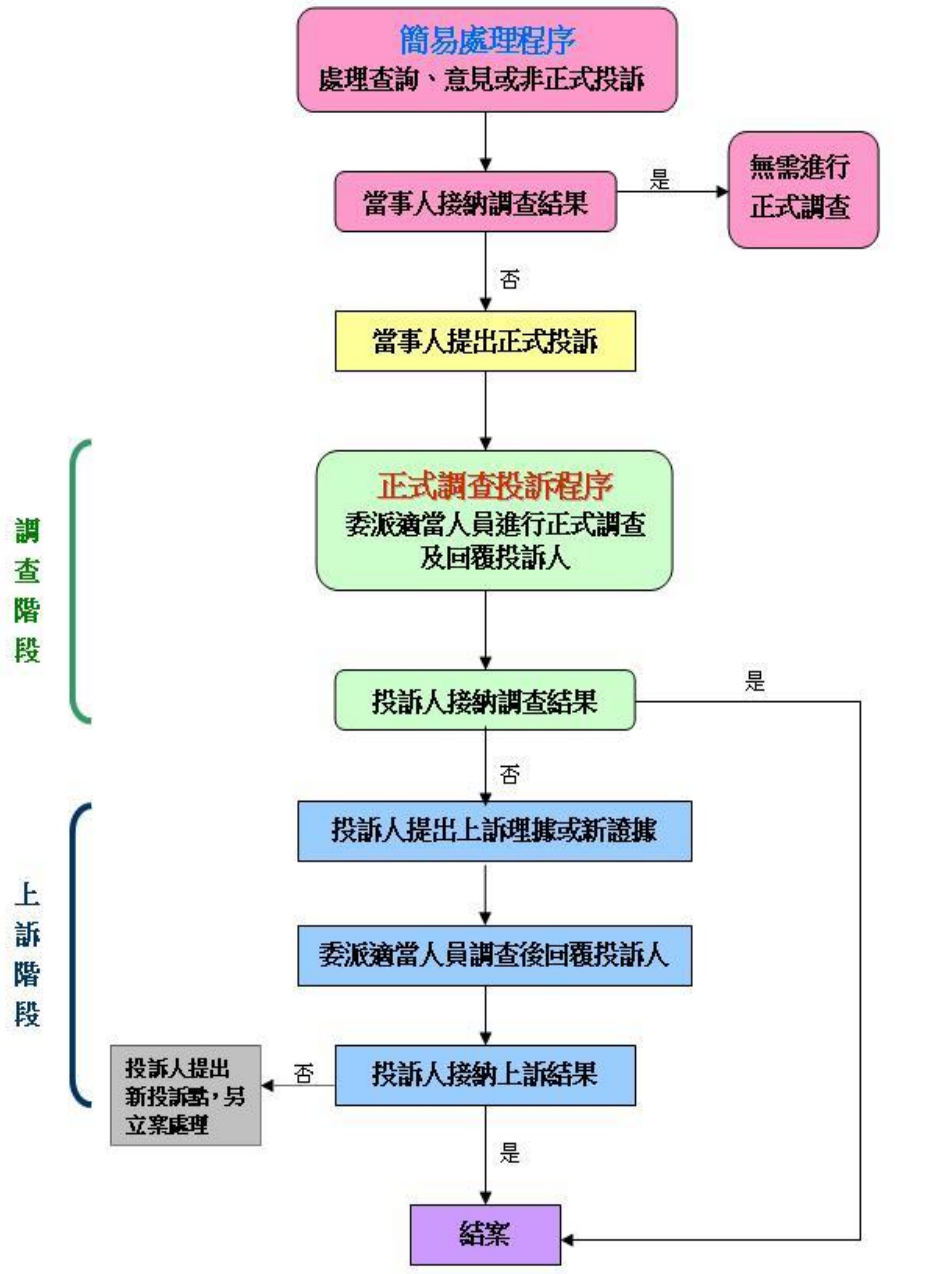 簡易處理程序
處理查詢、意見或非正式投訴
當事人接納調查結果
是
無需進行
正式調查
否
當事人提出正式投訴
調查階段
正式調查投訴程序
委派適當人員進行正式調查
及回覆投訴人
投訴人接納調查結果
是
否
上訴階段
投訴人提出上訴理據或新證據
委派適當人員調查後回覆投訴人
投訴人接納上訴結果
否
投訴人提出
新投訴點，另
立案處理
是
結案